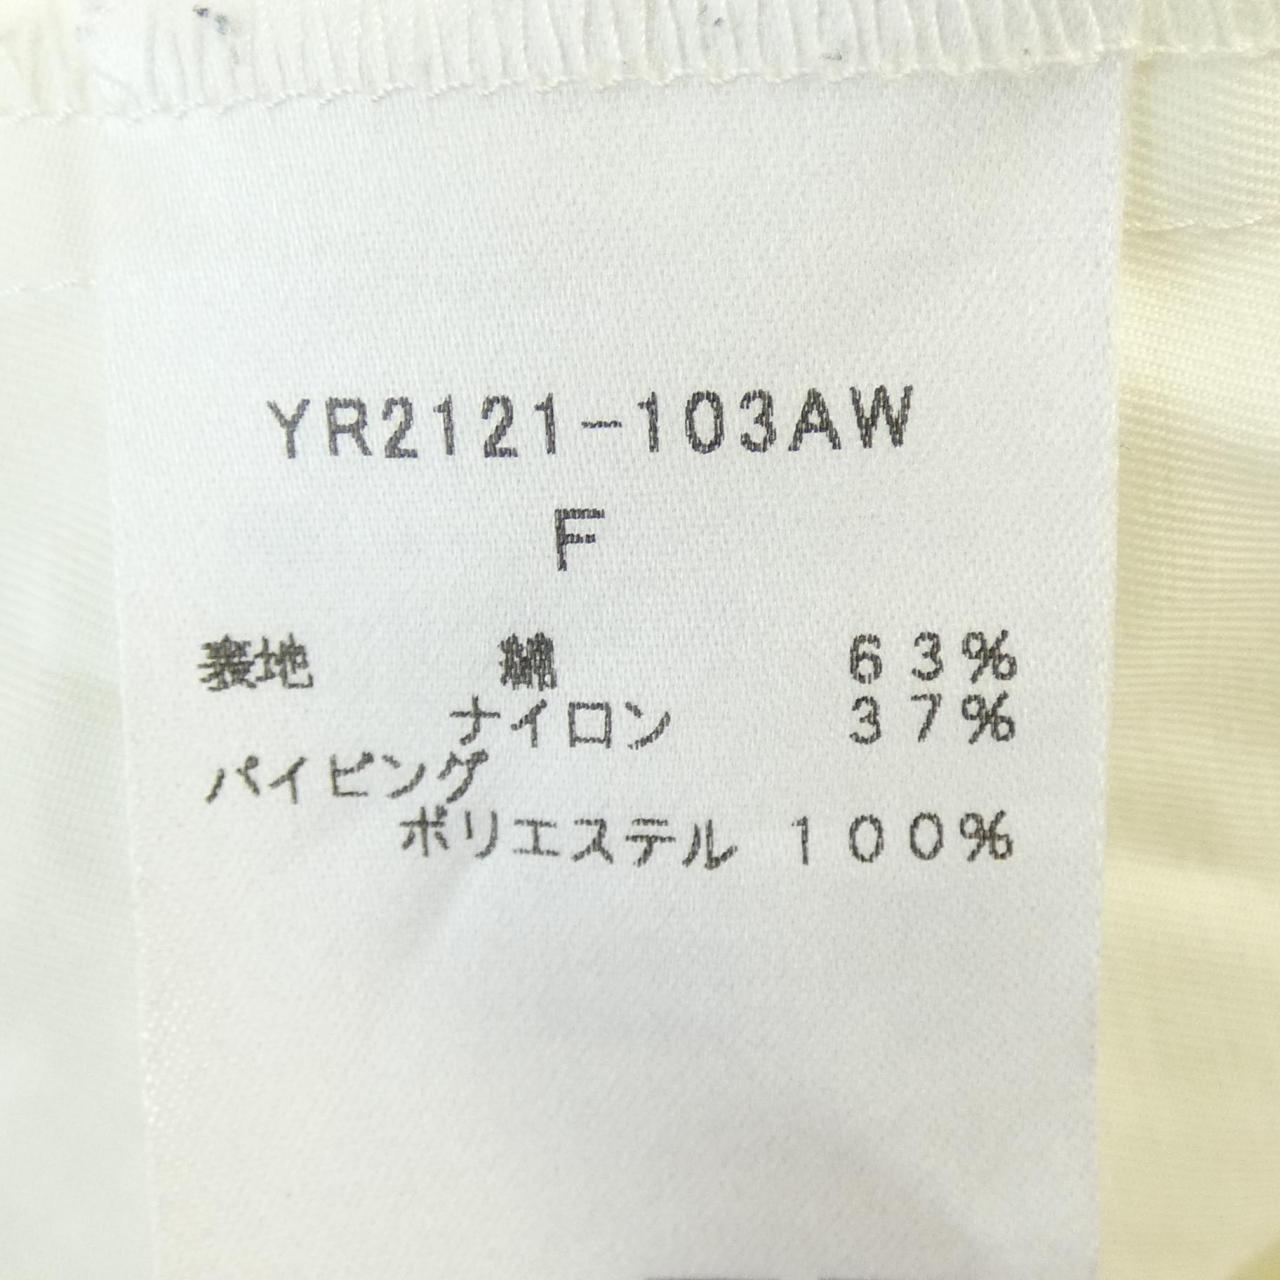 YR2121-103AW
F
裏地 綿 63%
ナイロン 37%
パイピング
ポリエステル 100%